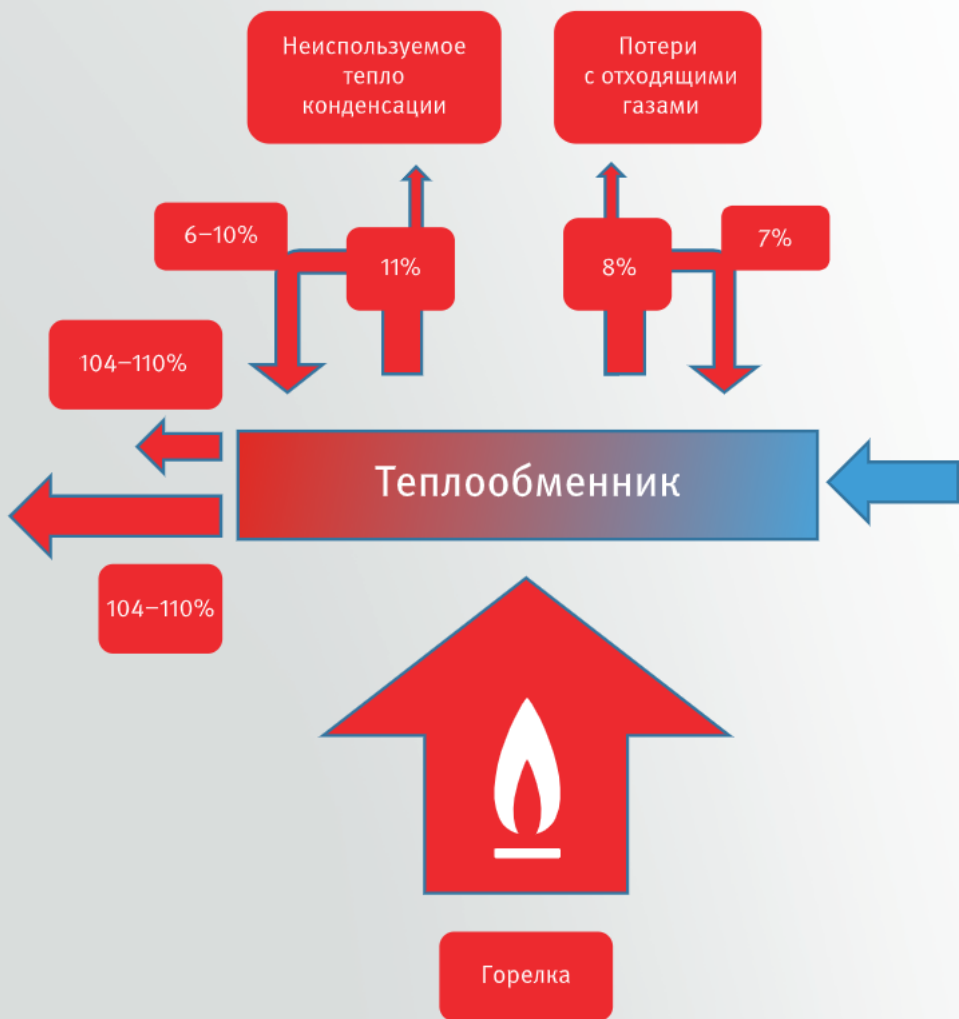 Неиспользуемое
тепло
конденсации
Потери
с отходящими
газами
6–10%
11%
8%
7%
104–110%
Теплообменник
104–110%
Горелка